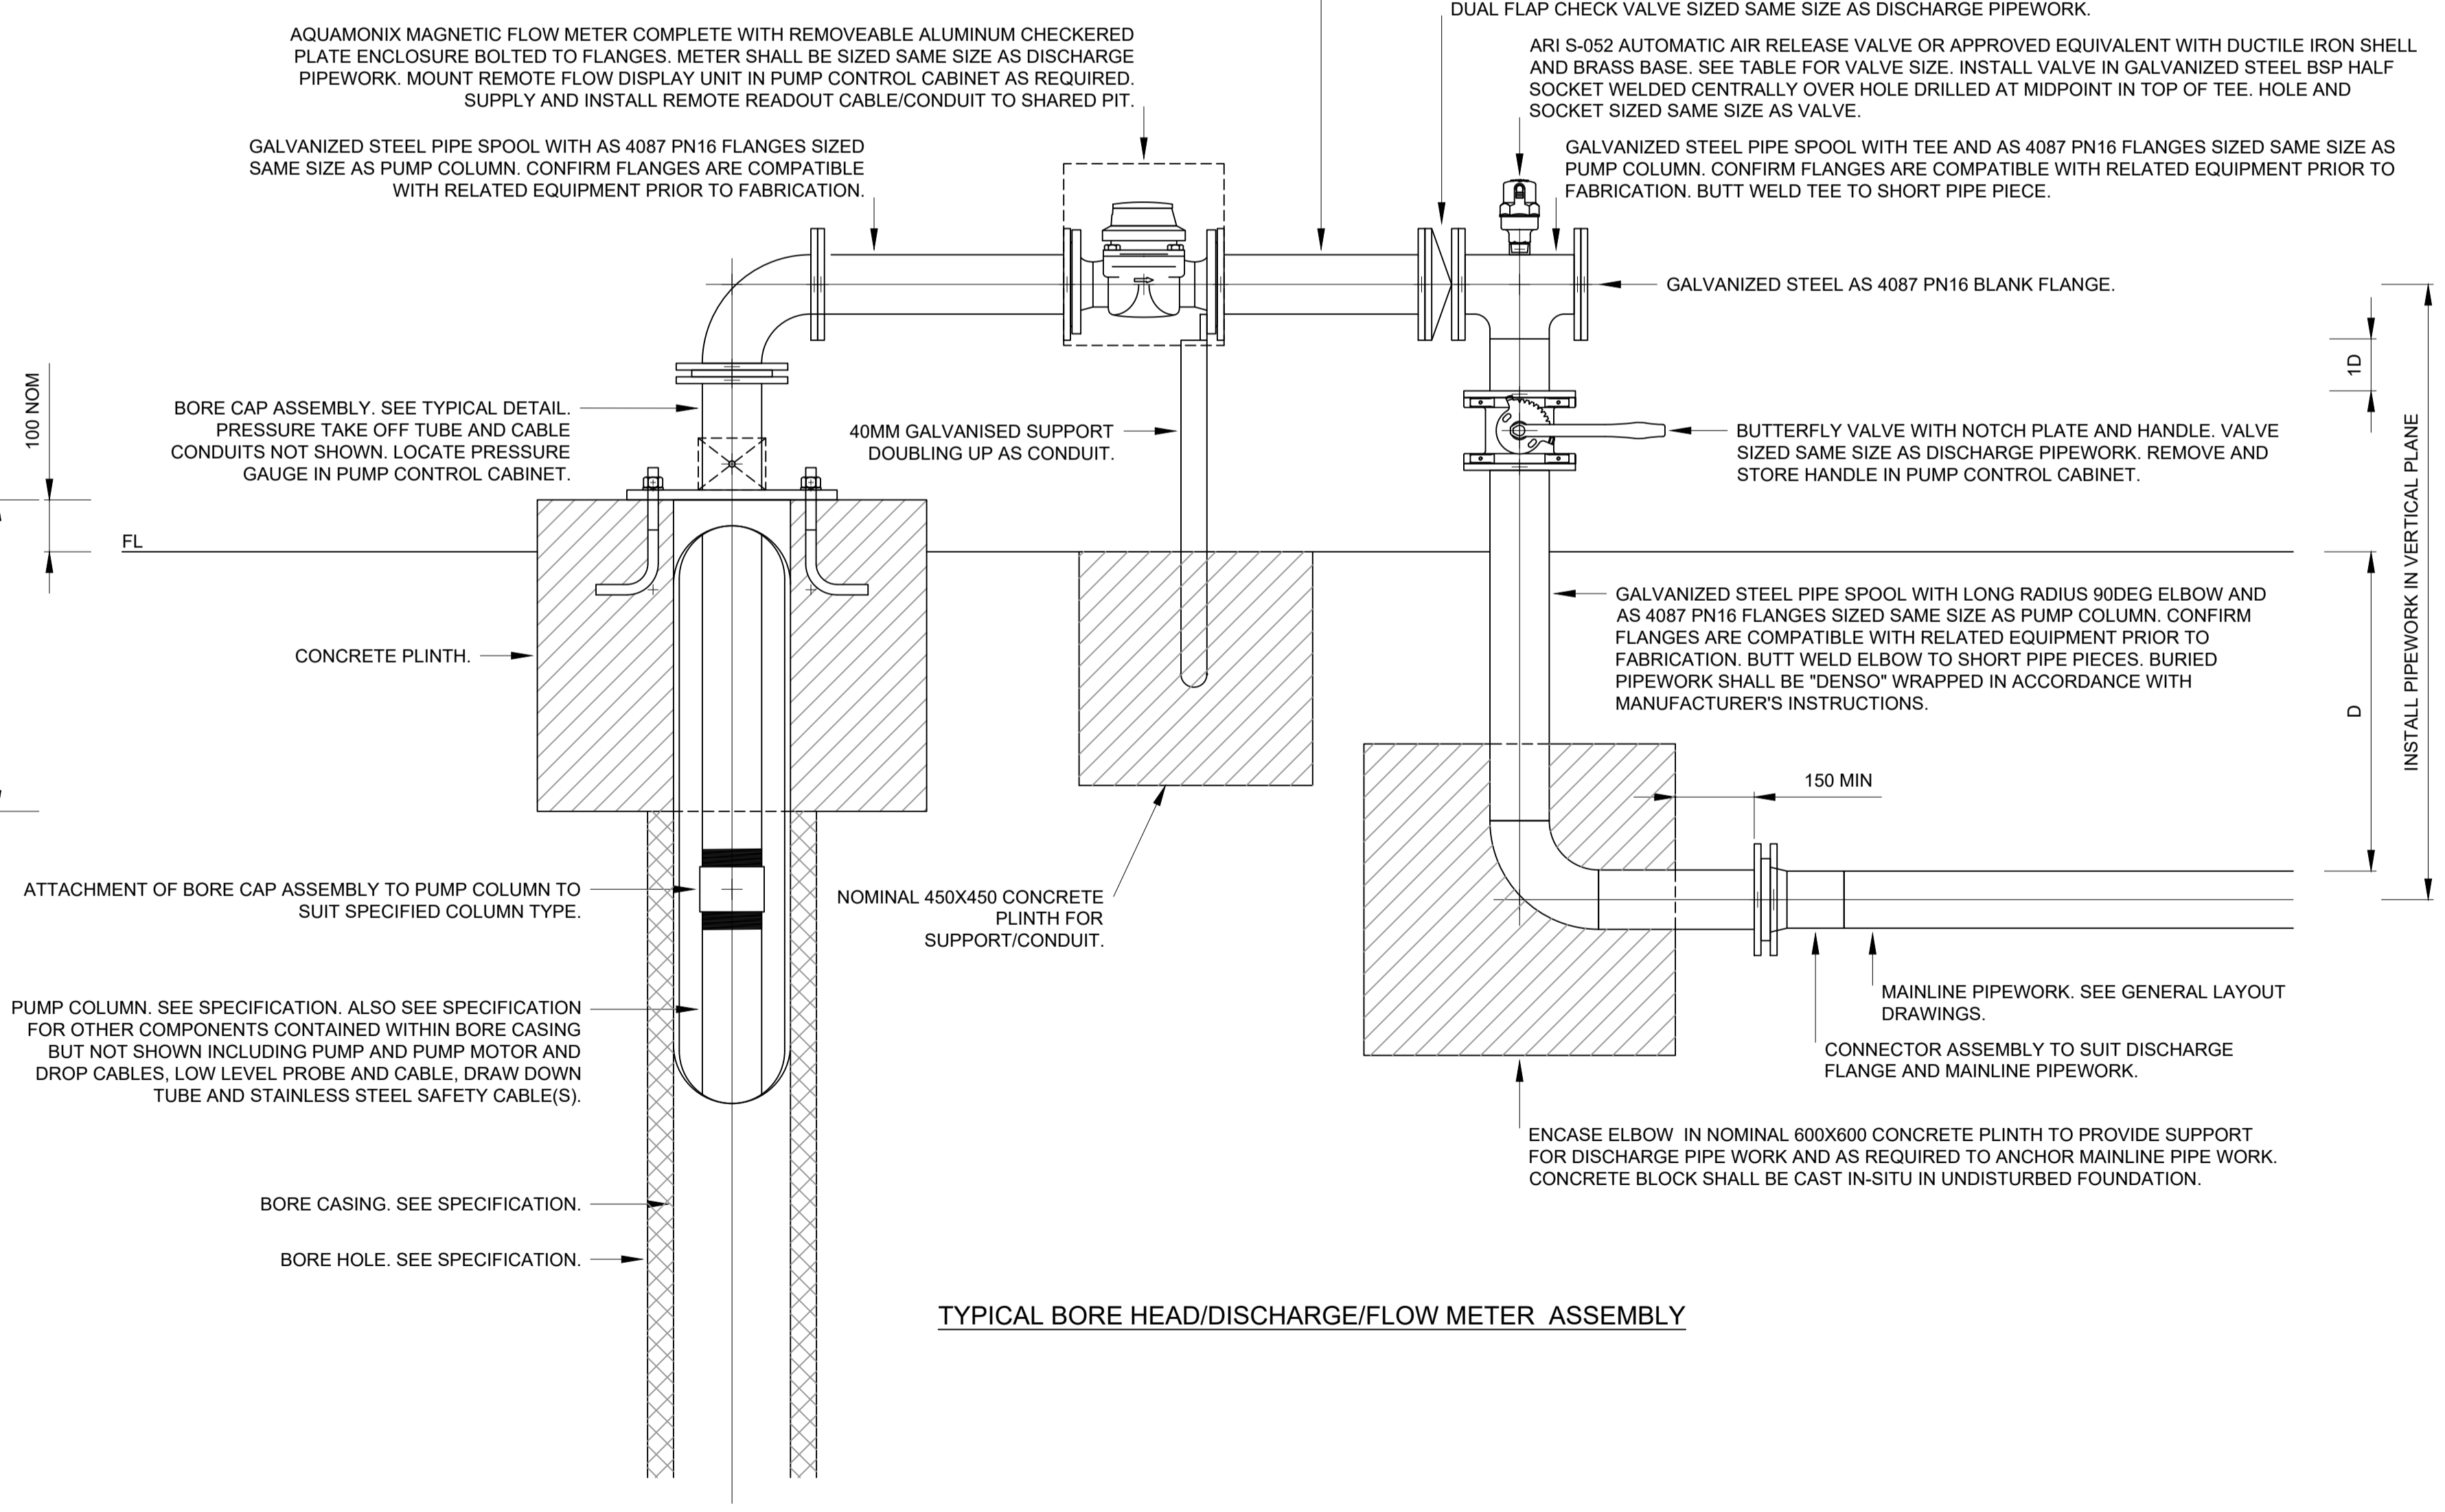 DUAL FLAP CHECK VALVE SIZED SAME SIZE AS DISCHARGE PIPEWORK.
AQUAMONIX MAGNETIC FLOW METER COMPLETE WITH REMOVEABLE ALUMINUM CHECKERED
PLATE ENCLOSURE BOLTED TO FLANGES. METER SHALL BE SIZED SAME SIZE AS DISCHARGE
PIPEWORK. MOUNT REMOTE FLOW DISPLAY UNIT IN PUMP CONTROL CABINET AS REQUIRED.
SUPPLY AND INSTALL REMOTE READOUT CABLE/CONDUIT TO SHARED PIT.
ARI S-052 AUTOMATIC AIR RELEASE VALVE OR APPROVED EQUIVALENT WITH DUCTILE IRON SHELL
AND BRASS BASE. SEE TABLE FOR VALVE SIZE. INSTALL VALVE IN GALVANIZED STEEL BSP HALF
SOCKET WELDED CENTRALLY OVER HOLE DRILLED AT MIDPOINT IN TOP OF TEE. HOLE AND
SOCKET SIZED SAME SIZE AS VALVE.
GALVANIZED STEEL PIPE SPOOL WITH AS 4087 PN16 FLANGES SIZED
SAME SIZE AS PUMP COLUMN. CONFIRM FLANGES ARE COMPATIBLE
WITH RELATED EQUIPMENT PRIOR TO FABRICATION.
GALVANIZED STEEL PIPE SPOOL WITH TEE AND AS 4087 PN16 FLANGES SIZED SAME SIZE AS
PUMP COLUMN. CONFIRM FLANGES ARE COMPATIBLE WITH RELATED EQUIPMENT PRIOR TO
FABRICATION. BUTT WELD TEE TO SHORT PIPE PIECE.
GALVANIZED STEEL AS 4087 PN16 BLANK FLANGE.
1D
100 NOM
BORE CAP ASSEMBLY. SEE TYPICAL DETAIL.
PRESSURE TAKE OFF TUBE AND CABLE
CONDUITS NOT SHOWN. LOCATE PRESSURE
GAUGE IN PUMP CONTROL CABINET.
40MM GALVANISED SUPPORT
DOUBLING UP AS CONDUIT.
BUTTERFLY VALVE WITH NOTCH PLATE AND HANDLE. VALVE
SIZED SAME SIZE AS DISCHARGE PIPEWORK. REMOVE AND
STORE HANDLE IN PUMP CONTROL CABINET.
INSTALL PIPEWORK IN VERTICAL PLANE
FL
GALVANIZED STEEL PIPE SPOOL WITH LONG RADIUS 90DEG ELBOW AND
AS 4087 PN16 FLANGES SIZED SAME SIZE AS PUMP COLUMN. CONFIRM
FLANGES ARE COMPATIBLE WITH RELATED EQUIPMENT PRIOR TO
FABRICATION. BUTT WELD ELBOW TO SHORT PIPE PIECES. BURIED
PIPEWORK SHALL BE "DENSO" WRAPPED IN ACCORDANCE WITH
MANUFACTURER'S INSTRUCTIONS.
D
CONCRETE PLINTH.
150 MIN
ATTACHMENT OF BORE CAP ASSEMBLY TO PUMP COLUMN TO
SUIT SPECIFIED COLUMN TYPE.
NOMINAL 450X450 CONCRETE
PLINTH FOR
SUPPORT/CONDUIT.
PUMP COLUMN. SEE SPECIFICATION. ALSO SEE SPECIFICATION
FOR OTHER COMPONENTS CONTAINED WITHIN BORE CASING
BUT NOT SHOWN INCLUDING PUMP AND PUMP MOTOR AND
DROP CABLES, LOW LEVEL PROBE AND CABLE, DRAW DOWN
TUBE AND STAINLESS STEEL SAFETY CABLE(S).
MAINLINE PIPEWORK. SEE GENERAL LAYOUT
DRAWINGS.
CONNECTOR ASSEMBLY TO SUIT DISCHARGE
FLANGE AND MAINLINE PIPEWORK.
ENCASE ELBOW IN NOMINAL 600X600 CONCRETE PLINTH TO PROVIDE SUPPORT
FOR DISCHARGE PIPE WORK AND AS REQUIRED TO ANCHOR MAINLINE PIPE WORK.
CONCRETE BLOCK SHALL BE CAST IN-SITU IN UNDISTURBED FOUNDATION.
BORE CASING. SEE SPECIFICATION.
BORE HOLE. SEE SPECIFICATION.
TYPICAL BORE HEAD/DISCHARGE/FLOW METER ASSEMBLY